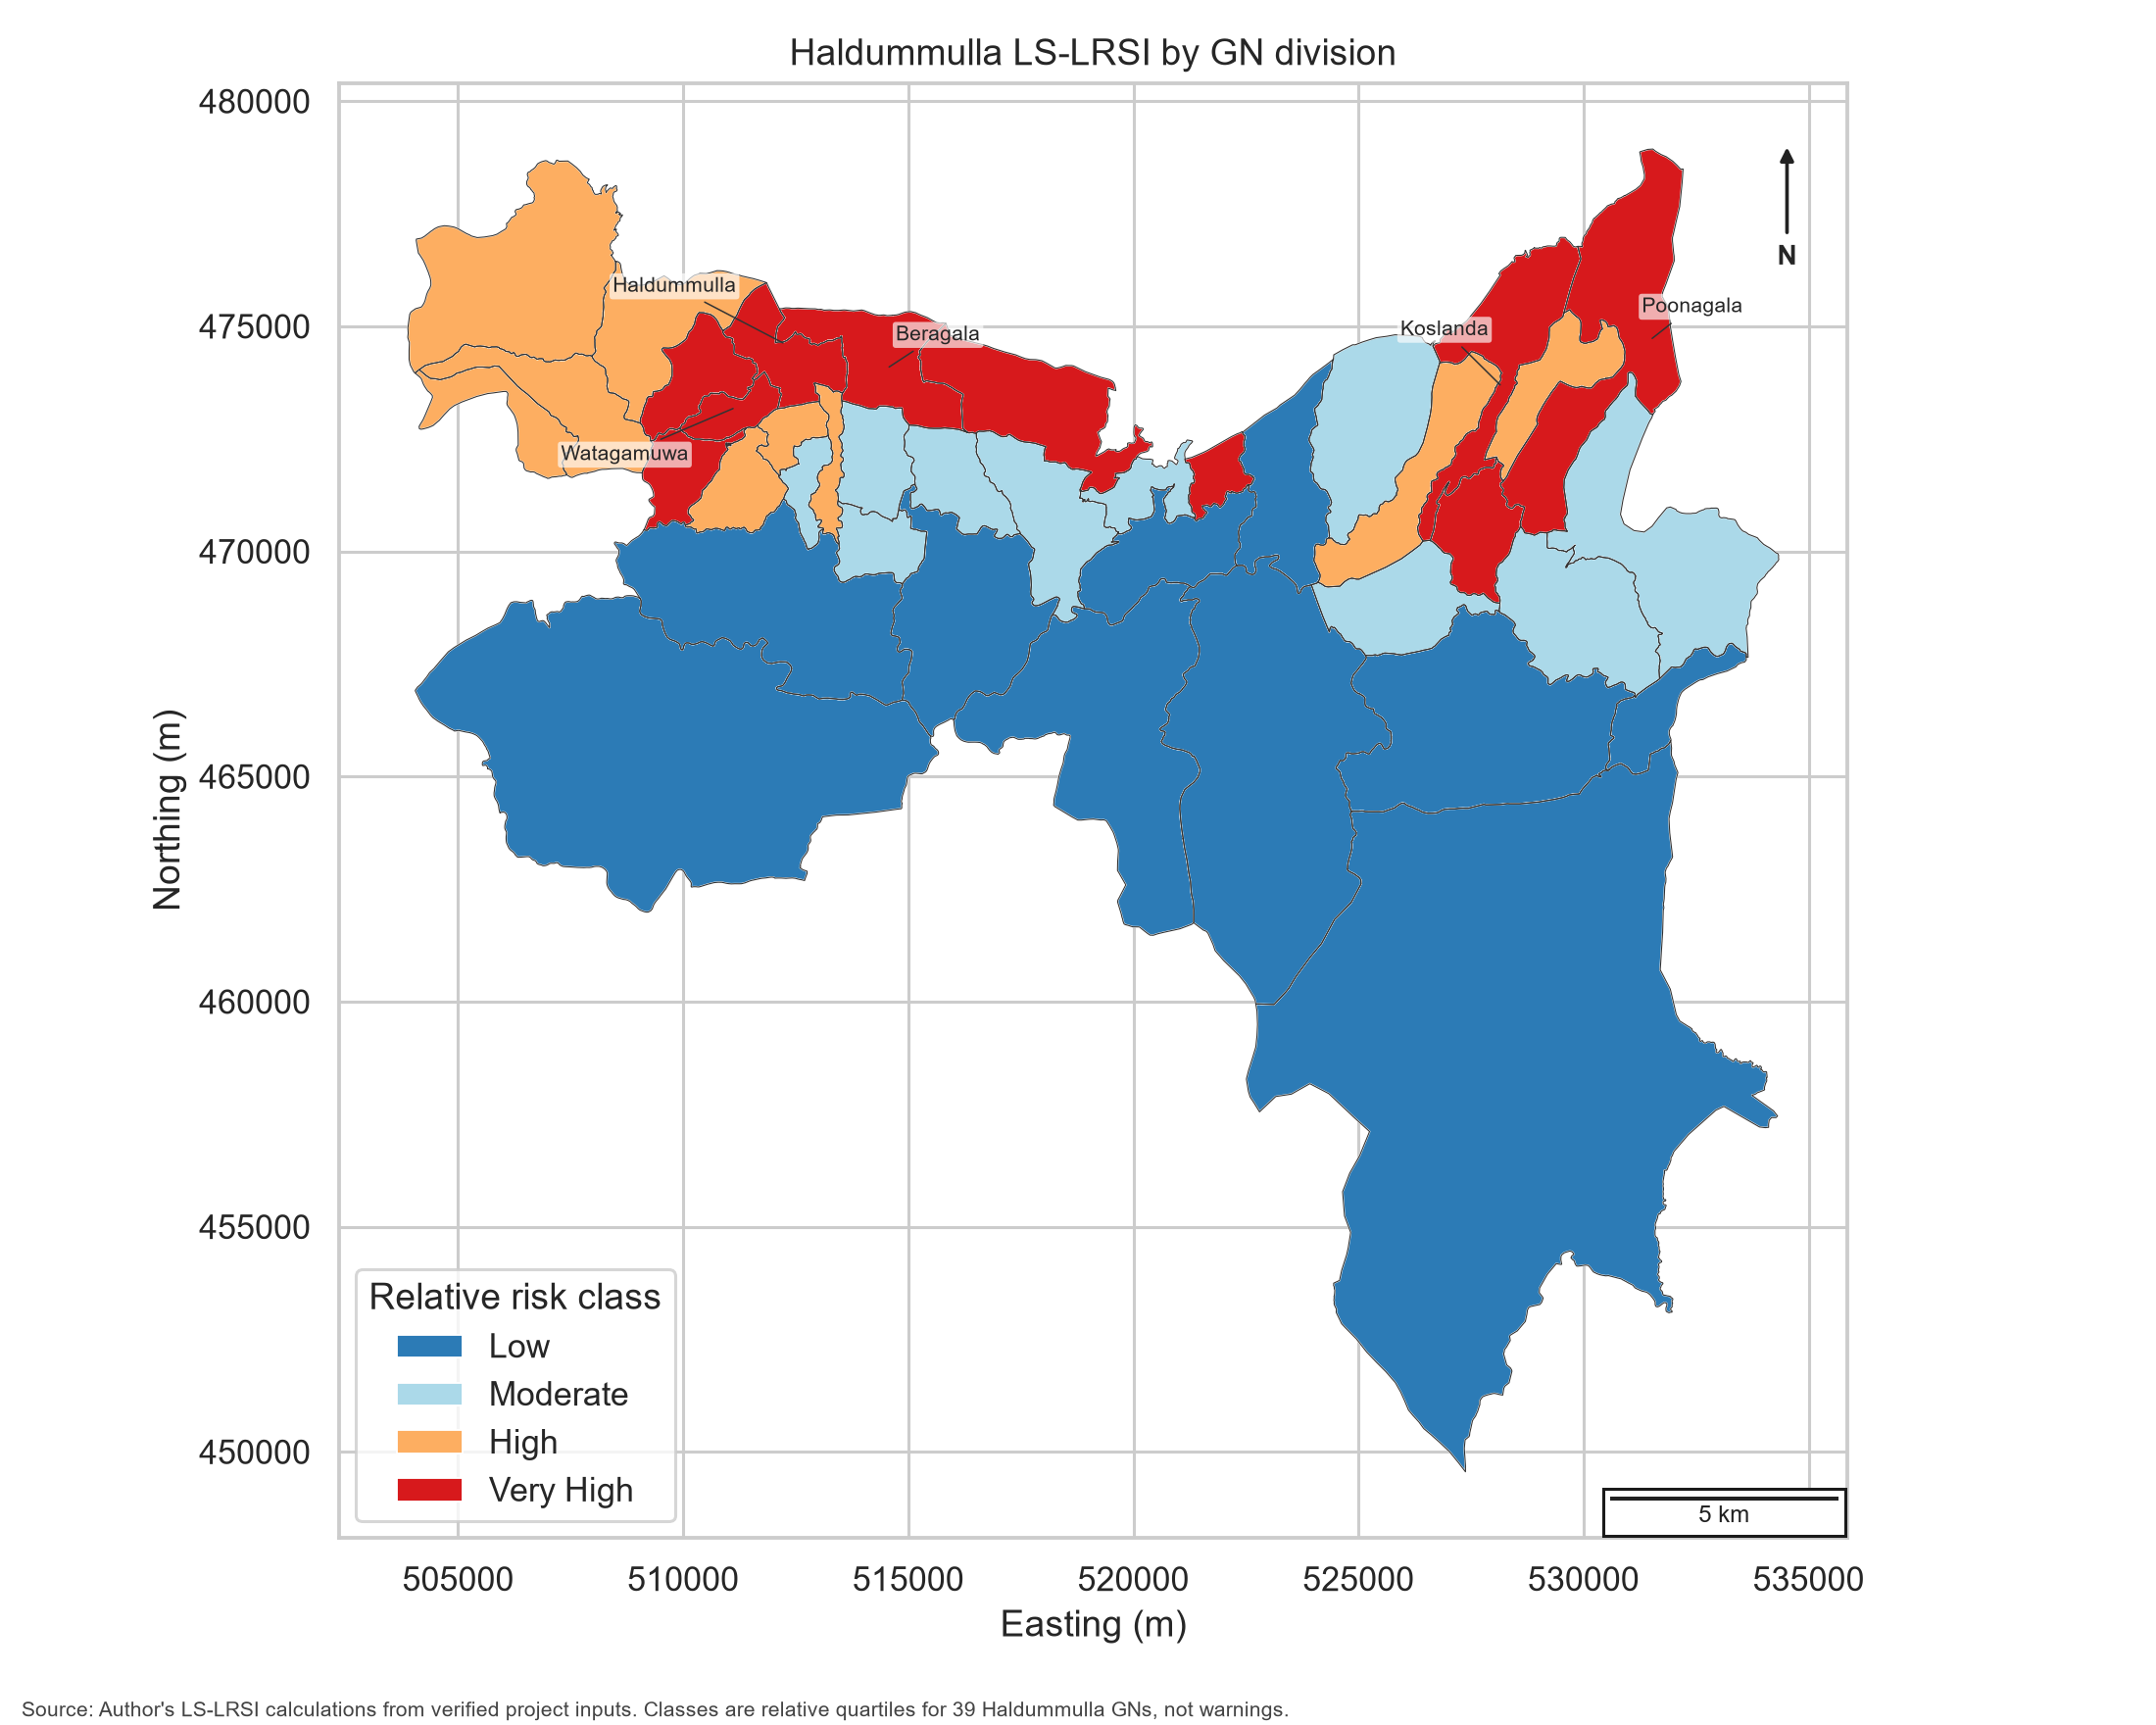 Haldummulla LS-LRSI by GN division
480000
475000
470000
465000
460000
455000
450000
Northing (m)
Haldummulla
Beragala
Watagamuwa
Koslanda
Poonagala
N
Relative risk class
Low
Moderate
High
Very High
5 km
505000 510000 515000 520000 525000 530000 535000
Easting (m)
Source: Author's LS-LRSI calculations from verified project inputs. Classes are relative quartiles for 39 Haldummulla GNs, not warnings.